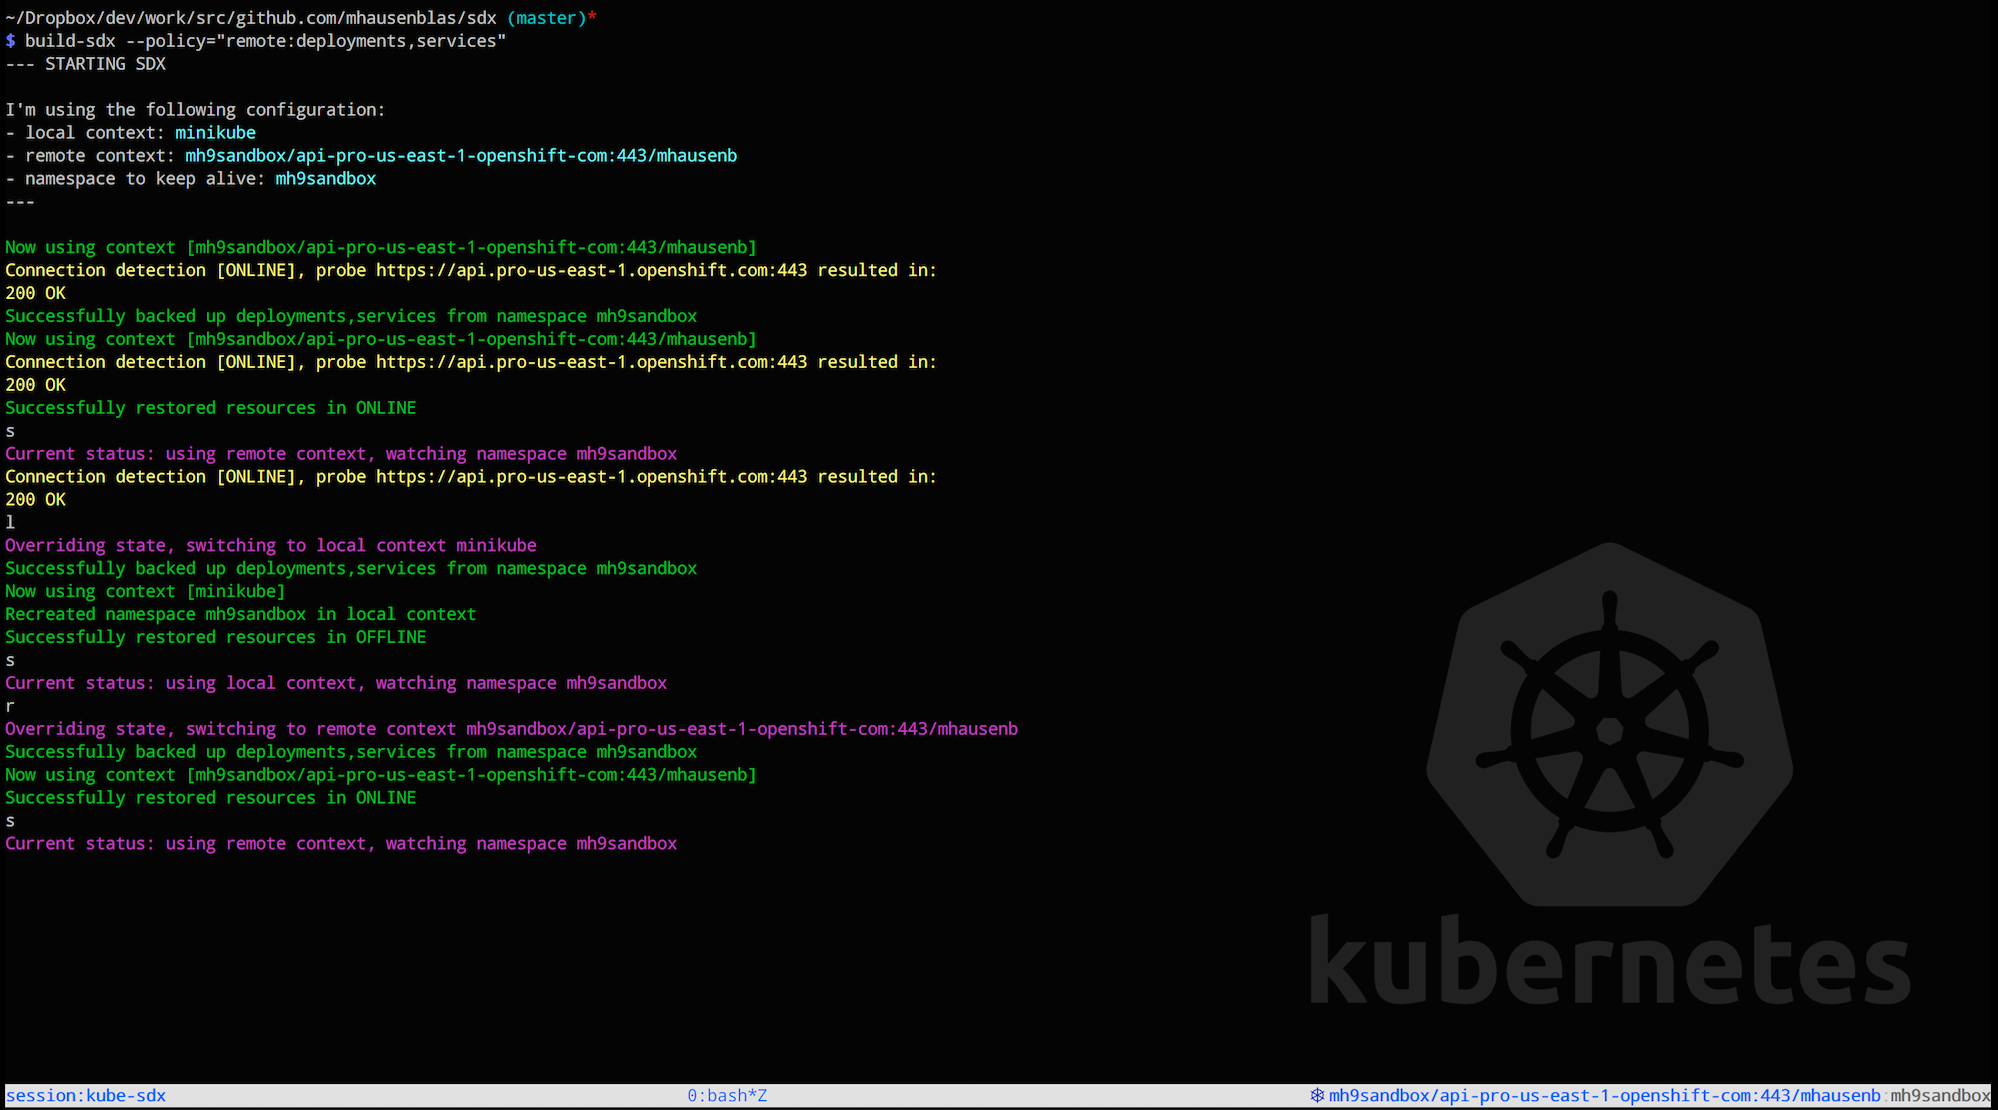 ~/Dropbox/dev/work/src/github.com/mhausenblas/sdx (master)*
$ build-sdx --policy="remote:deployments,services"
--- STARTING SDX
I'm using the following configuration:
- local context: minikube
- remote context: mh9sandbox/api-pro-us-east-1-openshift-com:443/mhausenb
- namespace to keep alive: mh9sandbox
---
Now using context [mh9sandbox/api-pro-us-east-1-openshift-com:443/mhausenb]
Connection detection [ONLINE], probe https://api.pro-us-east-1.openshift.com:443 resulted in:
200 OK
Successfully backed up deployments,services from namespace mh9sandbox
Now using context [mh9sandbox/api-pro-us-east-1-openshift-com:443/mhausenb]
Connection detection [ONLINE], probe https://api.pro-us-east-1.openshift.com:443 resulted in:
200 OK
Successfully restored resources in ONLINE
s
Current status: using remote context, watching namespace mh9sandbox
Connection detection [ONLINE], probe https://api.pro-us-east-1.openshift.com:443 resulted in:
200 OK
l
Overriding state, switching to local context minikube
Successfully backed up deployments,services from namespace mh9sandbox
Now using context [minikube]
Recreated namespace mh9sandbox in local context
Successfully restored resources in OFFLINE
s
Current status: using local context, watching namespace mh9sandbox
r
Overriding state, switching to remote context mh9sandbox/api-pro-us-east-1-openshift-com:443/mhausenb
Successfully backed up deployments,services from namespace mh9sandbox
Now using context [mh9sandbox/api-pro-us-east-1-openshift-com:443/mhausenb]
Successfully restored resources in ONLINE
s
Current status: using remote context, watching namespace mh9sandbox
kubernetes
session:kube-sdx 0:bash*Z ⎈ mh9sandbox/api-pro-us-east-1-openshift-com:443/mhausenb:mh9sandbox